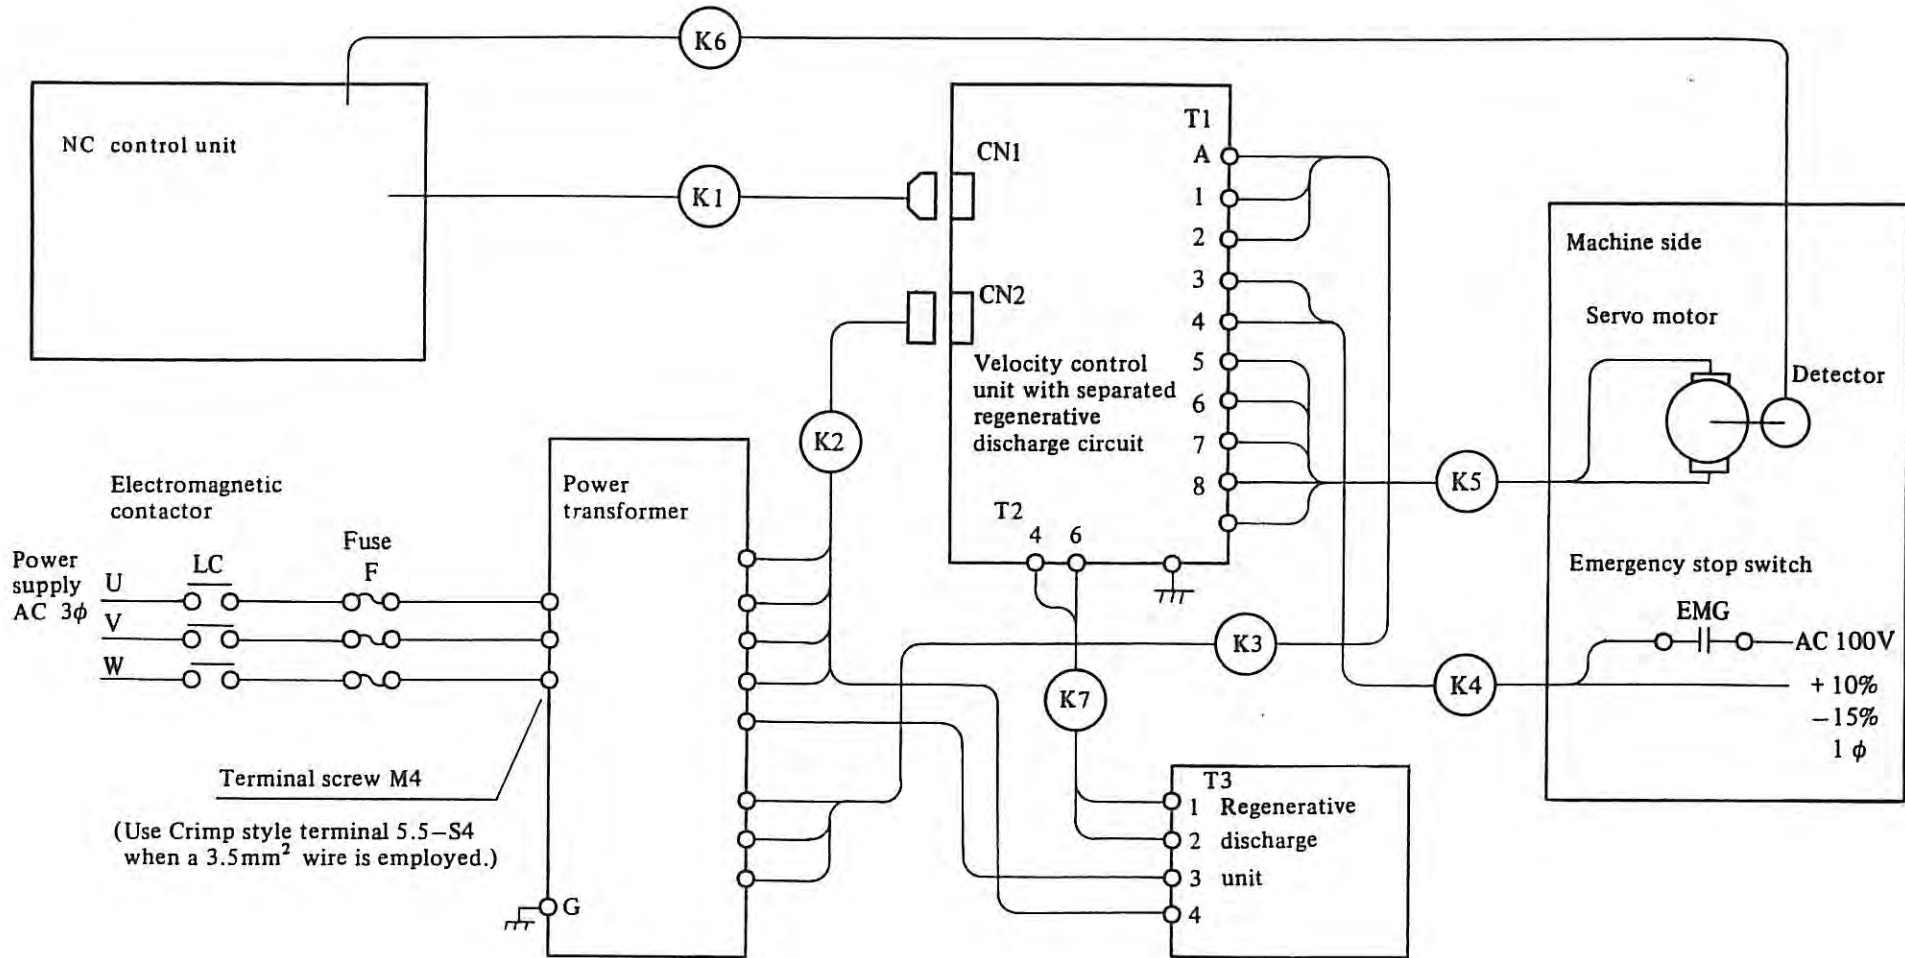 K6
NC control unit
K1
CN1
CN2
T1
A
1
2
3
4
5
6
7
8
Velocity control
unit with separated
regenerative
discharge circuit
T2
4 6
Machine side
Servo motor
Detector
K5
Emergency stop switch
EMG
AC 100V
+ 10%
−15%
1 ϕ
K2
K3
K4
K7
Electromagnetic
contactor
Power
supply
AC 3ϕ
U
V
W
LC
Fuse
F
Power
transformer
Terminal screw M4
(Use Crimp style terminal 5.5−S4
when a 3.5mm² wire is employed.)
G
T3
1 Regenerative
2 discharge
3 unit
4